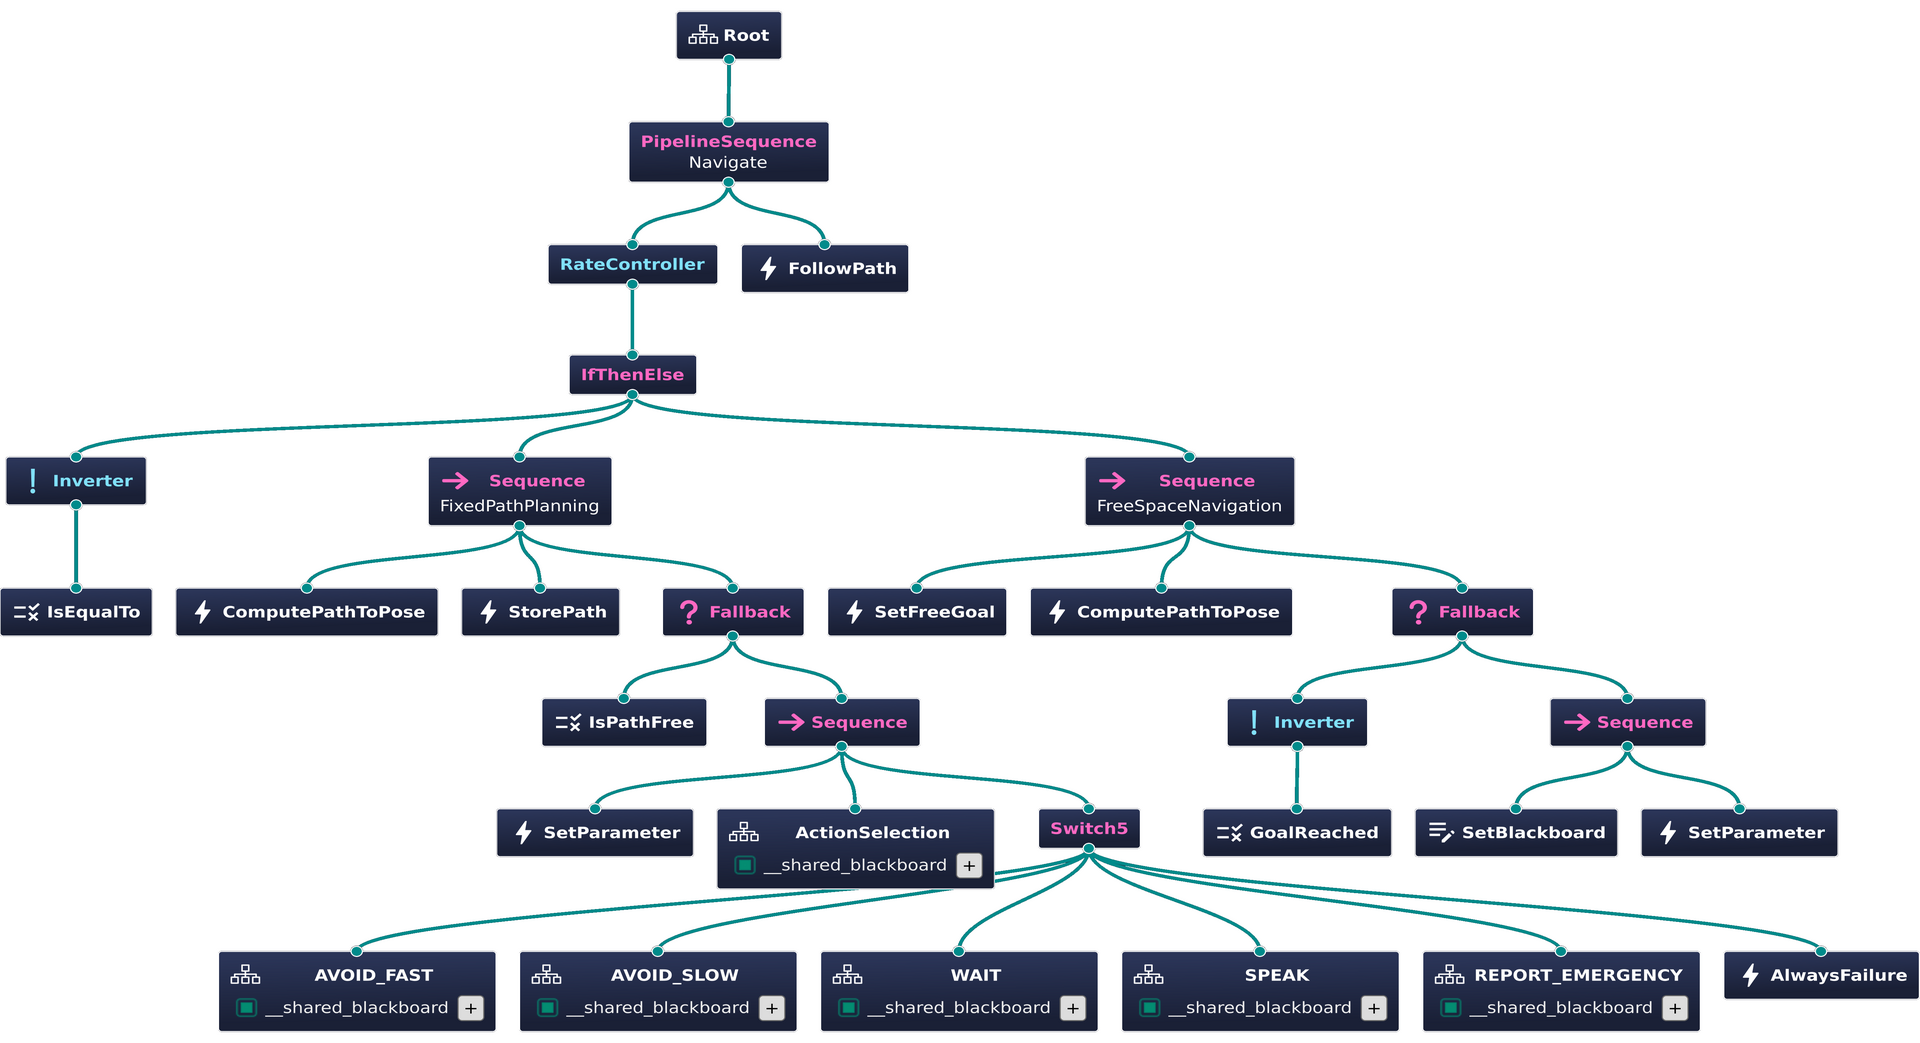 Root
PipelineSequence
Navigate
RateController
FollowPath
IfThenElse
Inverter
Sequence
FixedPathPlanning
Sequence
FreeSpaceNavigation
IsEqualTo
ComputePathToPose
StorePath
? Fallback
SetFreeGoal
ComputePathToPose
? Fallback
IsPathFree
Sequence
! Inverter
Sequence
SetParameter
ActionSelection
__shared_blackboard +
Switch5
GoalReached
SetBlackboard
SetParameter
AVOID_FAST
__shared_blackboard +
AVOID_SLOW
__shared_blackboard +
WAIT
__shared_blackboard +
SPEAK
__shared_blackboard +
REPORT_EMERGENCY
__shared_blackboard +
AlwaysFailure